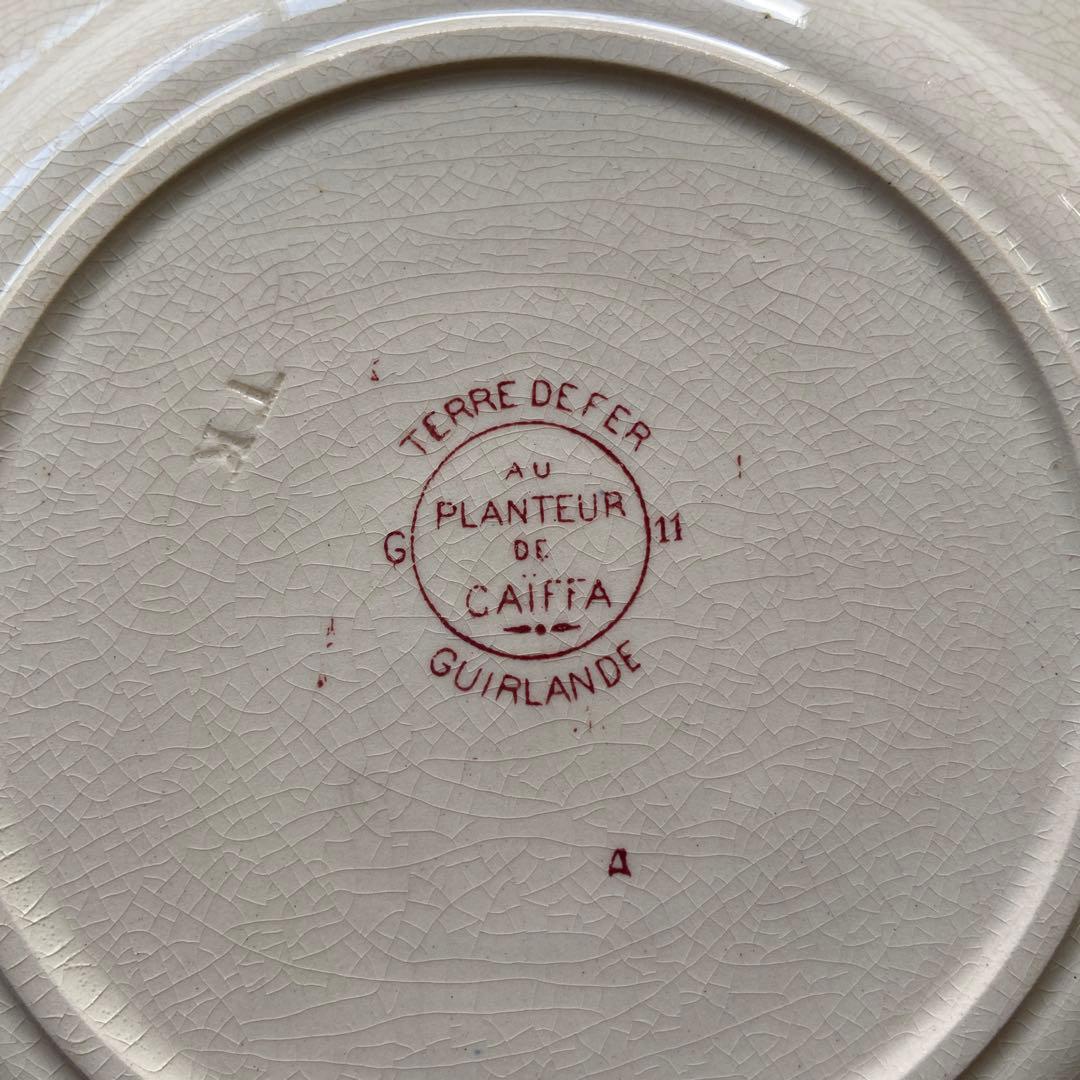 TERRE DE FER
AU
PLANTEUR
DE
CAÏFFA
G
11
GUIRLANDE
A